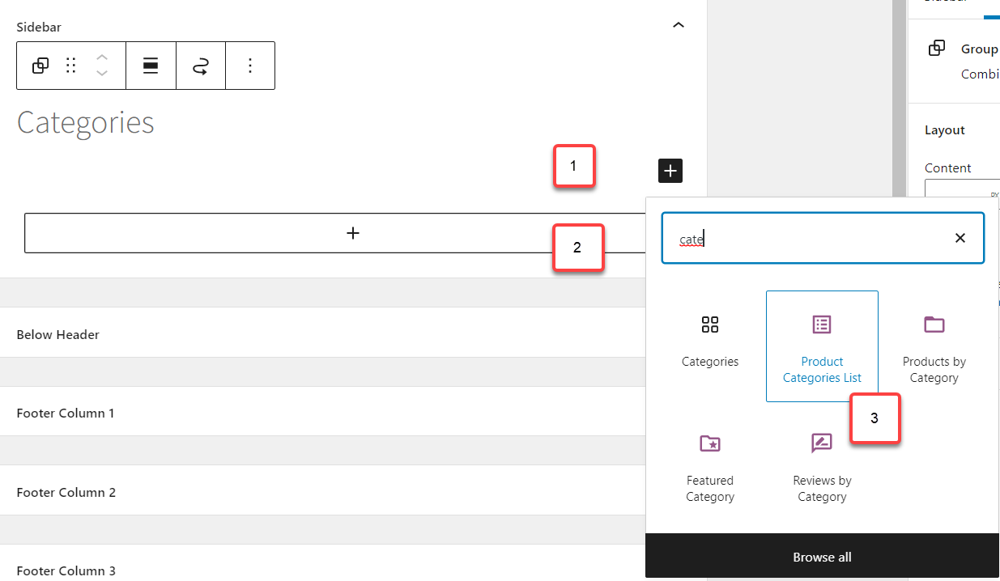 Sidebar
Group
Combi
Categories
Layout
1
Content
PX
cate
2
Categories
Product
Categories List
Products by
Category
Below Header
3
Footer Column 1
Featured
Category
Reviews by
Category
Footer Column 2
Browse all
Footer Column 3